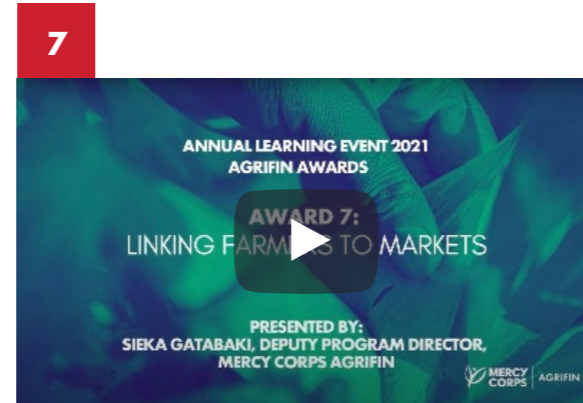 7
ANNUAL LEARNING EVENT 2021
AGRIFIN AWARDS
AWARD 7:
LINKING FARMERS TO MARKETS
PRESENTED BY:
SIEKA GATABAKI, DEPUTY PROGRAM DIRECTOR,
MERCY CORPS AGRIFIN
MERCY
CORPS
AGRIFIN